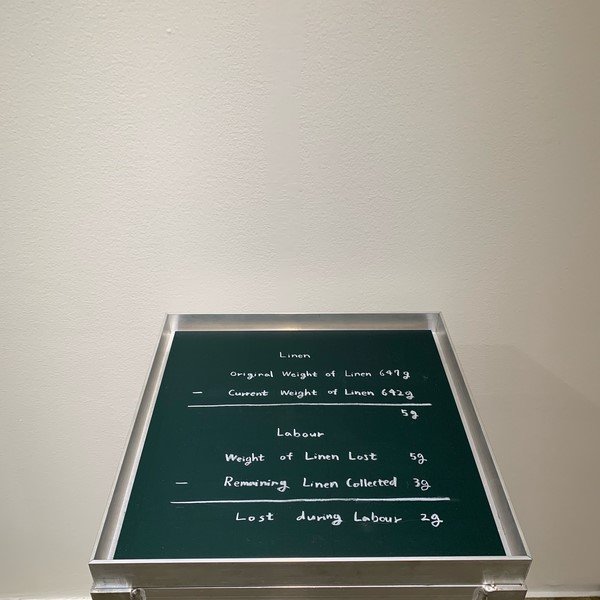 Linen
Original Weight of Linen 647g
- Current Weight of Linen 642g
5g
Labour
Weight of Linen Lost 5g
- Remaining Linen Collected 3g
Lost during Labour 2g